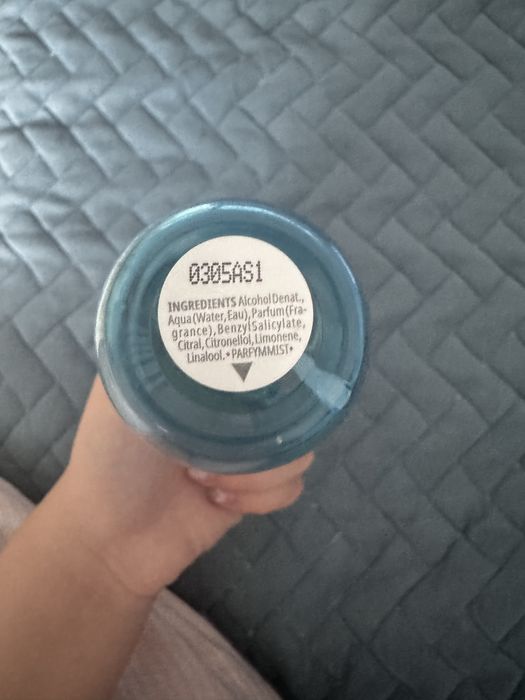 0305AS1
INGREDIENTS Alcohol Denat.,
Aqua (Water, Eau), Parfum (Fra-
grance), Benzyl Salicylate,
Citral, Citronellol, Limonene,
Linalool. • PARFYMMIST •